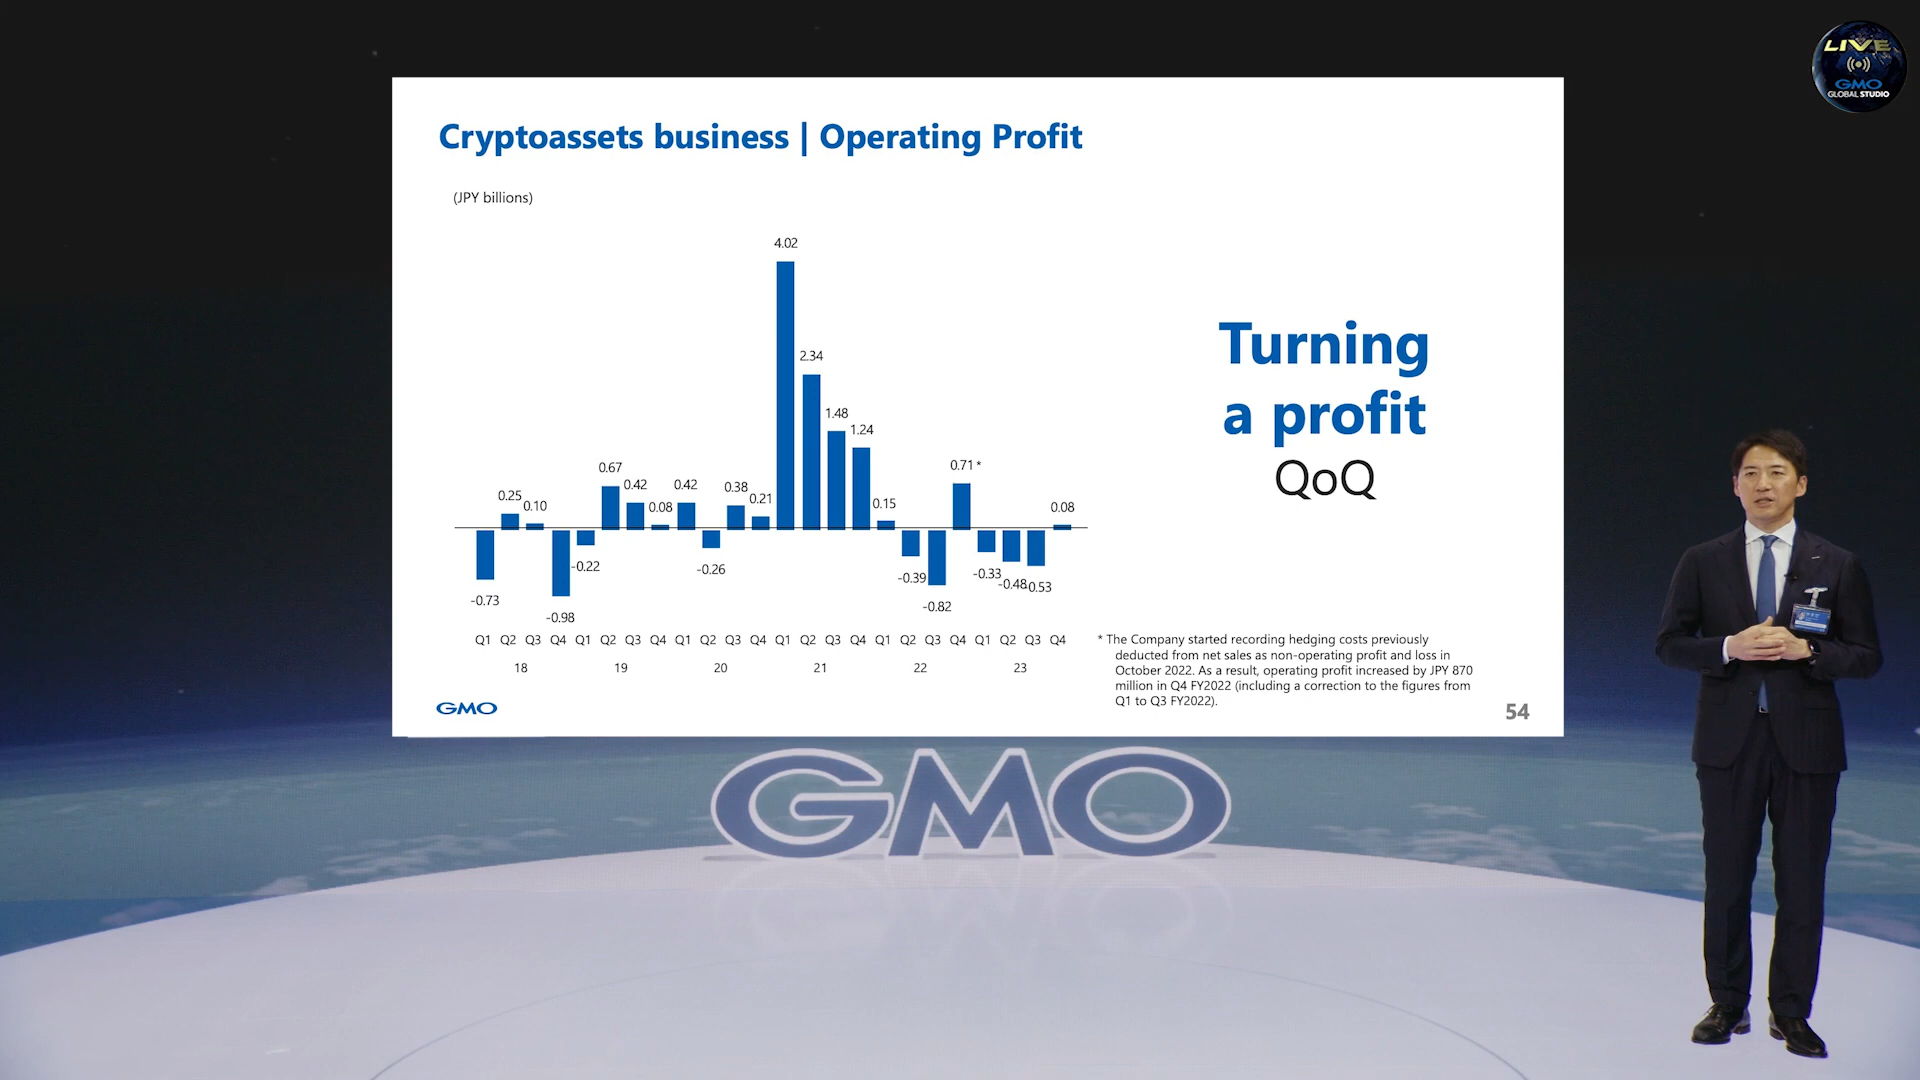 LIVE
GMO
GLOBAL STUDIO
Cryptoassets business | Operating Profit
(JPY billions)
4.02
2.34
1.48
1.24
0.67
0.71 *
0.42
0.42
0.38
0.25
0.10
0.08
0.21
0.15
0.08
-0.22
-0.26
-0.39
-0.33
-0.48
-0.53
-0.73
-0.82
-0.98
Q1 Q2 Q3 Q4 Q1 Q2 Q3 Q4 Q1 Q2 Q3 Q4 Q1 Q2 Q3 Q4 Q1 Q2 Q3 Q4 Q1 Q2 Q3 Q4
18 19 20 21 22 23
Turning
a profit
QoQ
* The Company started recording hedging costs previously
deducted from net sales as non-operating profit and loss in
October 2022. As a result, operating profit increased by JPY 870
million in Q4 FY2022 (including a correction to the figures from
Q1 to Q3 FY2022).
GMO
54
GMO